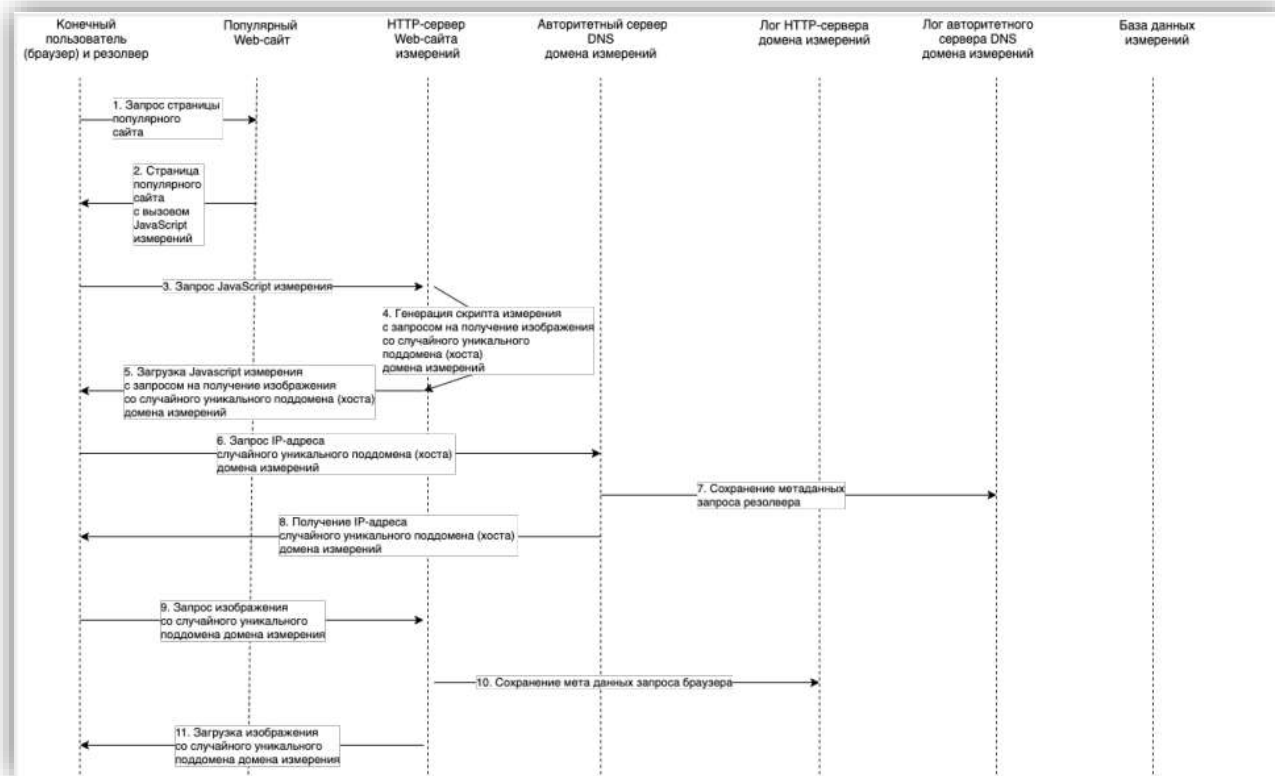 Конечный
пользователь
(браузер) и резолвер
Популярный
Web-сайт
HTTP-сервер
Web-сайта
измерений
Авторитетный сервер
DNS
домена измерений
Лог HTTP-сервера
домена измерений
Лог авторитетного
сервера DNS
домена измерений
База данных
измерений
1. Запрос страницы
популярного
сайта
2. Страница
популярного
сайта
с вызовом
JavaScript
измерений
3. Запрос JavaScript измерения
4. Генерация скрипта измерения
с запросом на получение изображения
со случайного уникального
поддомена (хоста)
домена измерений
5. Загрузка Javascript измерения
с запросом на получение изображения
со случайного уникального поддомена (хоста)
домена измерений
6. Запрос IP-адреса
случайного уникального поддомена (хоста)
домена измерений
7. Сохранение метаданных
запроса резолвера
8. Получение IP-адреса
случайного уникального поддомена (хоста)
домена измерений
9. Запрос изображения
со случайного уникального
поддомена домена измерения
10. Сохранение мета данных запроса браузера
11. Загрузка изображения
со случайного уникального
поддомена домена измерения